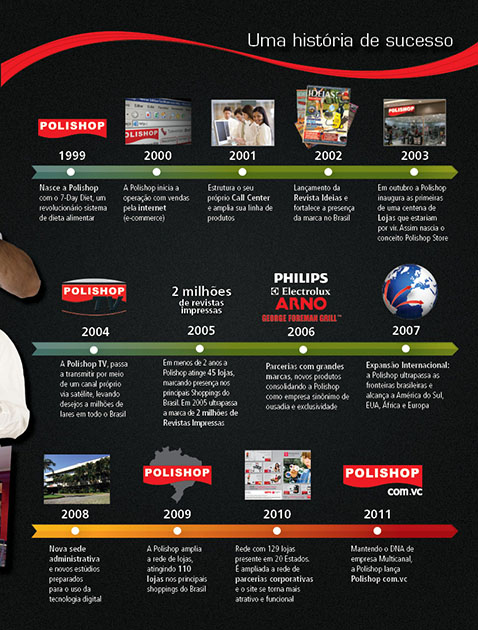 Uma história de sucesso
POLISHOP
POLISHOP
IDEIAS
POLISHOP
1999
2000
2001
2002
2003
Nasce a Polishop
com o 7-Day Diet, um
revolucionário sistema
de dieta alimentar
A Polishop inicia a
operação com vendas
pela internet
(e-commerce)
Estrutura o seu
próprio Call Center
e amplia sua linha de
produtos
Lançamento da
Revista Ideias e
fortalece a presença
da marca no Brasil
Em outubro a Polishop
inaugura as primeiras
de uma centena de
Lojas que estariam
por vir. Assim nascia o
conceito Polishop Store
POLISHOP
2 milhões
de revistas
impressas
PHILIPS
Electrolux
ARNO
GEORGE FOREMAN GRILL™
2004
2005
2006
2007
A Polishop TV, passa
a transmitir por meio
de um canal próprio
via satélite, levando
desejos a milhões de
lares em todo o Brasil
Em menos de 2 anos a
Polishop atinge 45 lojas,
marcando presença nos
principais Shoppings do
Brasil. Em 2005 ultrapassa
a marca de 2 milhões de
Revistas Impressas
Parcerias com grandes
marcas, novos produtos
consolidando a Polishop
como empresa sinônimo de
ousadia e exclusividade
Expansão Internacional:
a Polishop ultrapassa as
fronteiras brasileiras e
alcança a América do Sul,
EUA, África e Europa
POLISHOP
POLISHOP
com.vc
2008
2009
2010
2011
Nova sede
administrativa
e novos estúdios
preparados
para o uso da
tecnologia digital
A Polishop amplia
a rede de lojas,
atingindo 110
lojas nos principais
shoppings do Brasil
Rede com 129 lojas
presente em 20 Estados.
É ampliada a rede de
parcerias corporativas
e o site se torna mais
atrativo e funcional
Mantendo o DNA de
empresa Multicanal,
a Polishop lança
Polishop com.vc